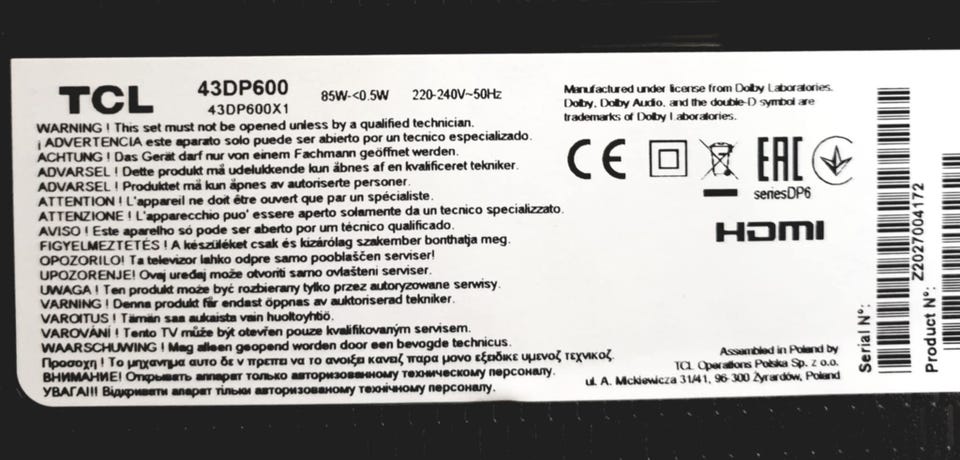 TCL
43DP600
43DP600X1
85W-<0.5W
220-240V~50Hz
WARNING ! This set must not be opened unless by a qualified technician.
¡ ADVERTENCIA este aparato solo puede ser abierto por un tecnico especializado.
ACHTUNG ! Das Gerät darf nur von einem Fachmann geöffnet werden.
ADVARSEL ! Dette produkt må udelukkende kun åbnes af en kvalificeret tekniker.
ADVARSEL ! Produktet må kun åpnes av autoriserte personer.
ATTENTION ! L'appareil ne doit être ouvert que par un spécialiste.
ATTENZIONE ! L'apparecchio puo' essere aperto solamente da un tecnico specializzato.
AVISO ! Este aparelho só pode ser aberto por um técnico qualificado.
FIGYELMEZTETÉS ! A készüléket csak és kizárólag szakember bonthatja meg.
OPOZORILO! Ta televizor lahko odpre samo pooblaščen serviser!
UPOZORENJE! Ovaj uređaj može otvoriti samo ovlašteni serviser.
UWAGA ! Ten produkt może być rozbierany tylko przez autoryzowane serwisy.
VARNING ! Denna produkt får endast öppnas av auktoriserad tekniker.
VAROITUS ! Tämän saa aukaista vain huoltoyhtiö.
VAROVÁNÍ ! Tento TV může být otevřen pouze kvalifikovaným servisem.
WAARSCHUWING ! Mag alleen geopend worden door een bevogde technicus.
Προσοχη ! Το μηχανημα αυτο δε ν πρεπει να το ανοιξει κανείς παρα μονο εξειδικε υμενοζ τεχνικοζ.
ВНИМАНИЕ! Открывать аппарат только авторизованному техническому персоналу.
УВАГА!!! Відкривати апарат тільки авторизованому технічному персоналу.
Manufactured under license from Dolby Laboratories.
Dolby, Dolby Audio, and the double-D symbol are
trademarks of Dolby Laboratories.
CE
EAC
seriesDP6
HDMI
Assembled in Poland by
TCL Operations Polska Sp. z o.o.
ul. A. Mickiewicza 31/41, 96-300 Żyrardów, Poland
Serial N°:
Z2027004172
Product N°: